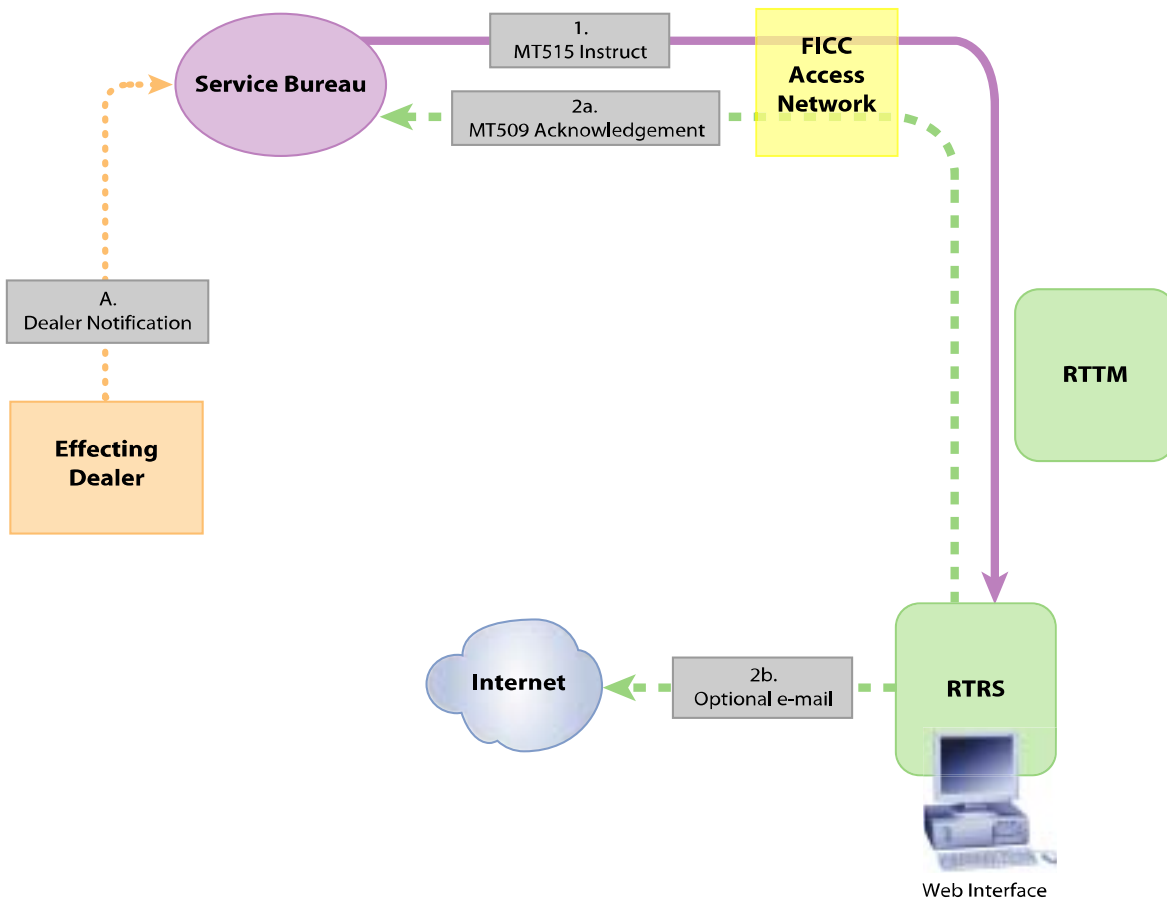 1.
MT515 Instruct
FICC
Access
Network
Service Bureau
2a.
MT509 Acknowledgement
A.
Dealer Notification
RTTM
Effecting
Dealer
Internet
2b.
Optional e-mail
RTRS
Web Interface